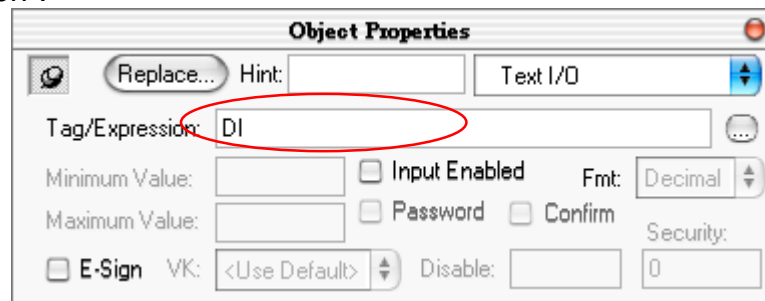 Object Properties
Replace... Hint: Text I/O
Tag/Expression: DI ...
Minimum Value: Input Enabled Fmt: Decimal
Maximum Value: Password Confirm Security:
E-Sign VK: <Use Default> Disable: 0